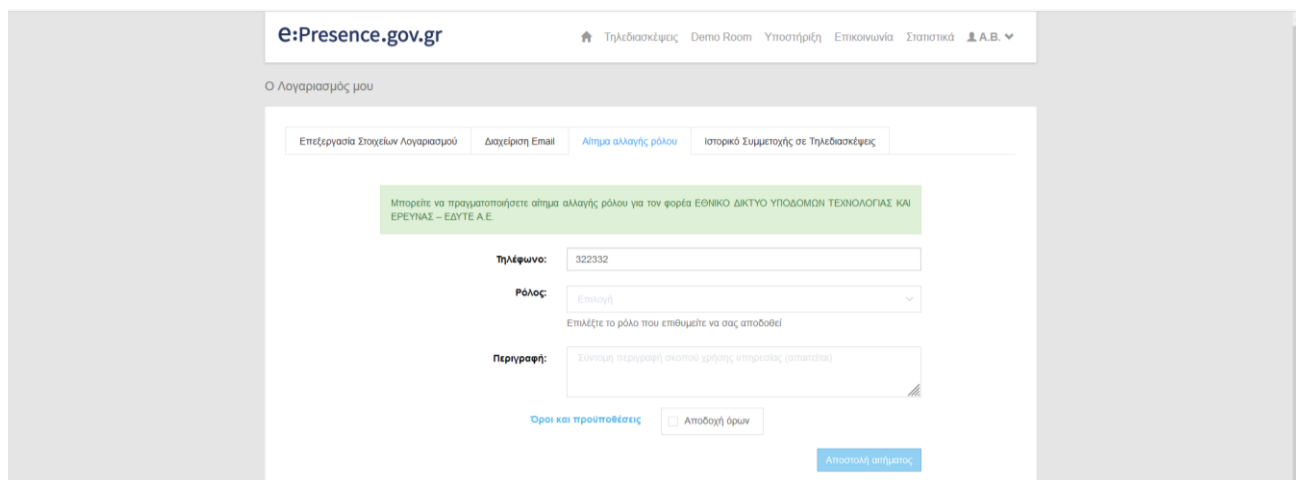 e:Presence.gov.gr
Τηλεδιασκέψεις Demo Room Υποστήριξη Επικοινωνία Στατιστικά Α.Β.
Ο Λογαριασμός μου
Επεξεργασία Στοιχείων Λογαριασμού Διαχείριση Email Αίτημα αλλαγής ρόλου Ιστορικό Συμμετοχής σε Τηλεδιασκέψεις
Μπορείτε να πραγματοποιήσετε αίτημα αλλαγής ρόλου για τον φορέα ΕΘΝΙΚΟ ΔΙΚΤΥΟ ΥΠΟΔΟΜΩΝ ΤΕΧΝΟΛΟΓΙΑΣ ΚΑΙ
ΕΡΕΥΝΑΣ – ΕΔΥΤΕ Α.Ε.
Τηλέφωνο: 322332
Ρόλος: Επιλογή
Επιλέξτε το ρόλο που επιθυμείτε να σας αποδοθεί
Περιγραφή: Σύντομη περιγραφή σκοπού χρήσης υπηρεσίας (απαιτείται)
Όροι και προϋποθέσεις Αποδοχή όρων
Αποστολή αιτήματος